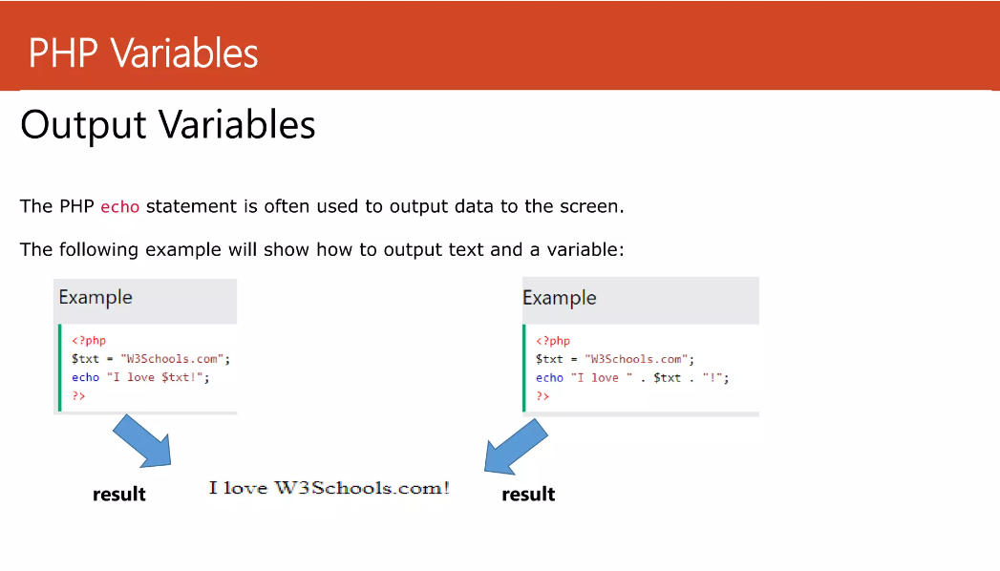 PHP Variables
Output Variables
The PHP echo statement is often used to output data to the screen.
The following example will show how to output text and a variable:
Example
<?php
$txt = "W3Schools.com";
echo "I love $txt!";
?>
Example
<?php
$txt = "W3Schools.com";
echo "I love " . $txt . "!";
?>
result
I love W3Schools.com!
result